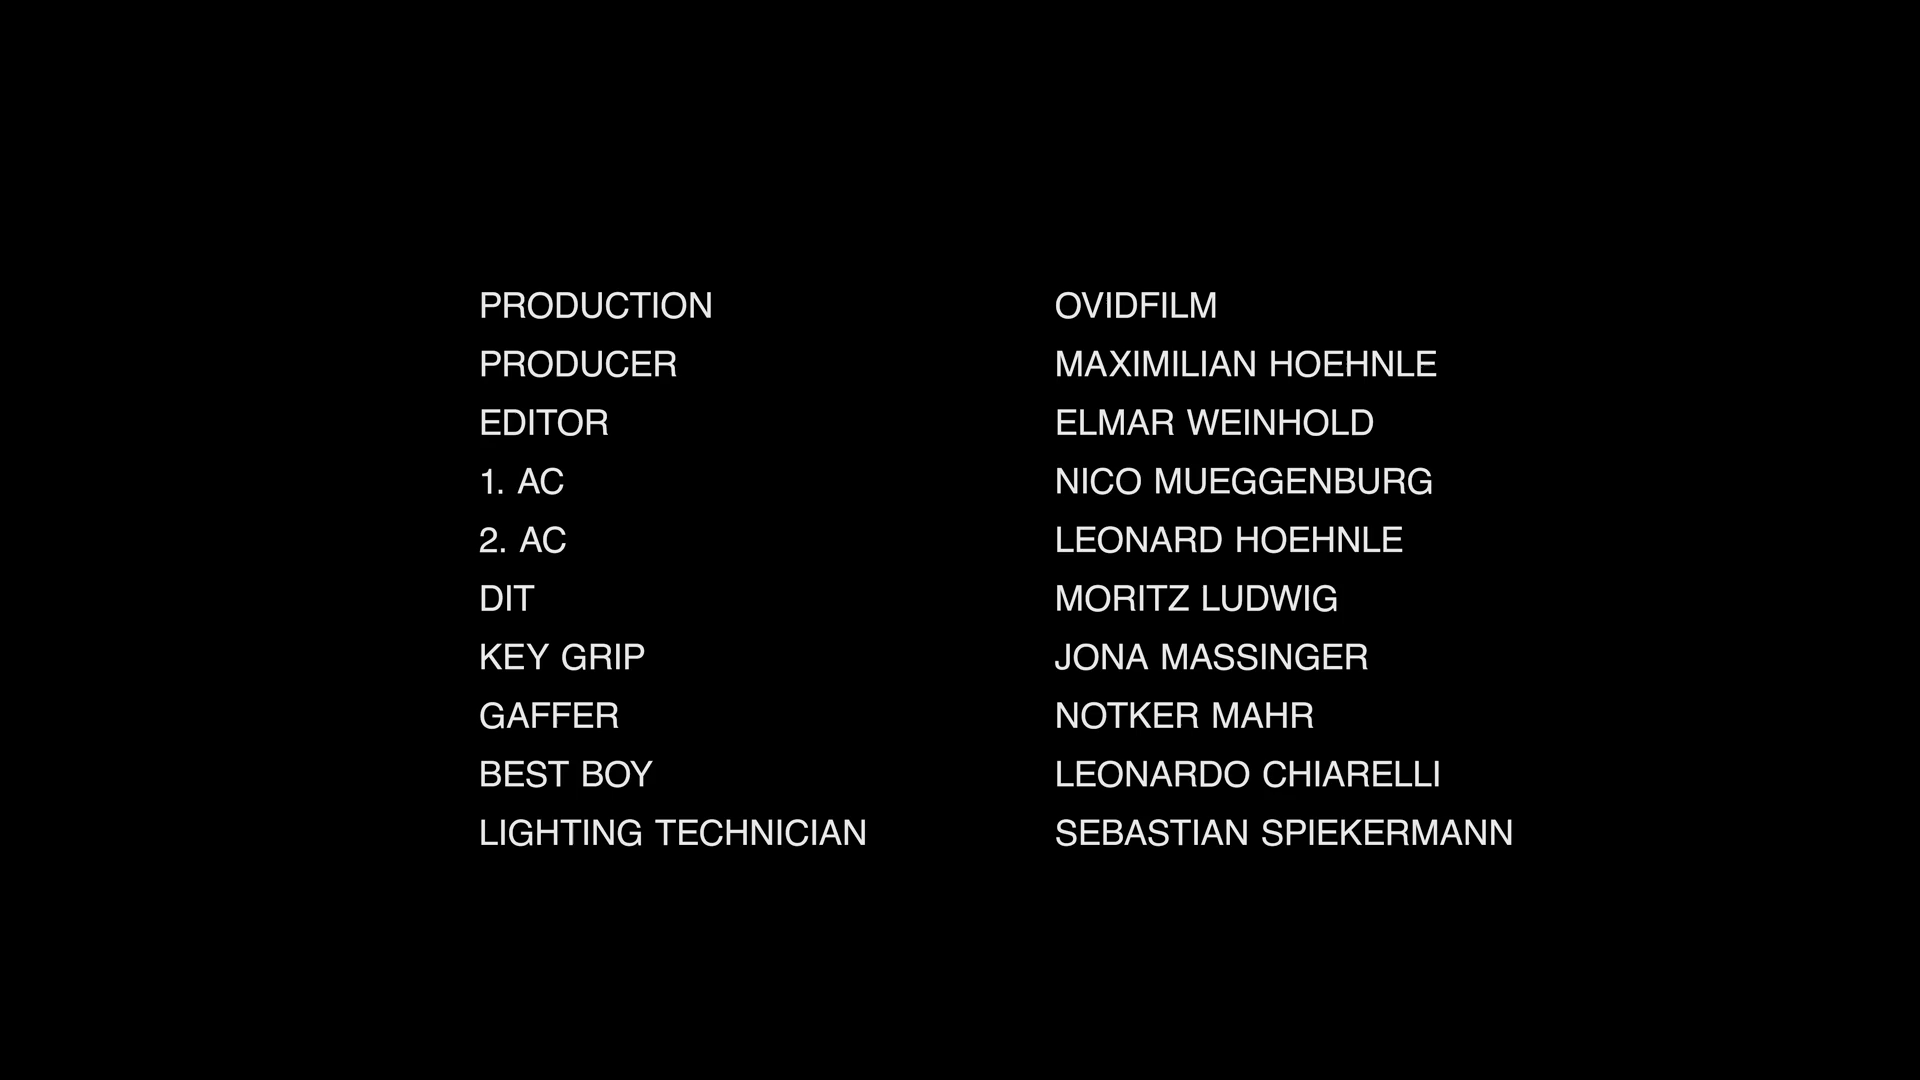 PRODUCTION OVIDFILM
PRODUCER MAXIMILIAN HOEHNLE
EDITOR ELMAR WEINHOLD
1. AC NICO MUEGGENBURG
2. AC LEONARD HOEHNLE
DIT MORITZ LUDWIG
KEY GRIP JONA MASSINGER
GAFFER NOTKER MAHR
BEST BOY LEONARDO CHIARELLI
LIGHTING TECHNICIAN SEBASTIAN SPIEKERMANN